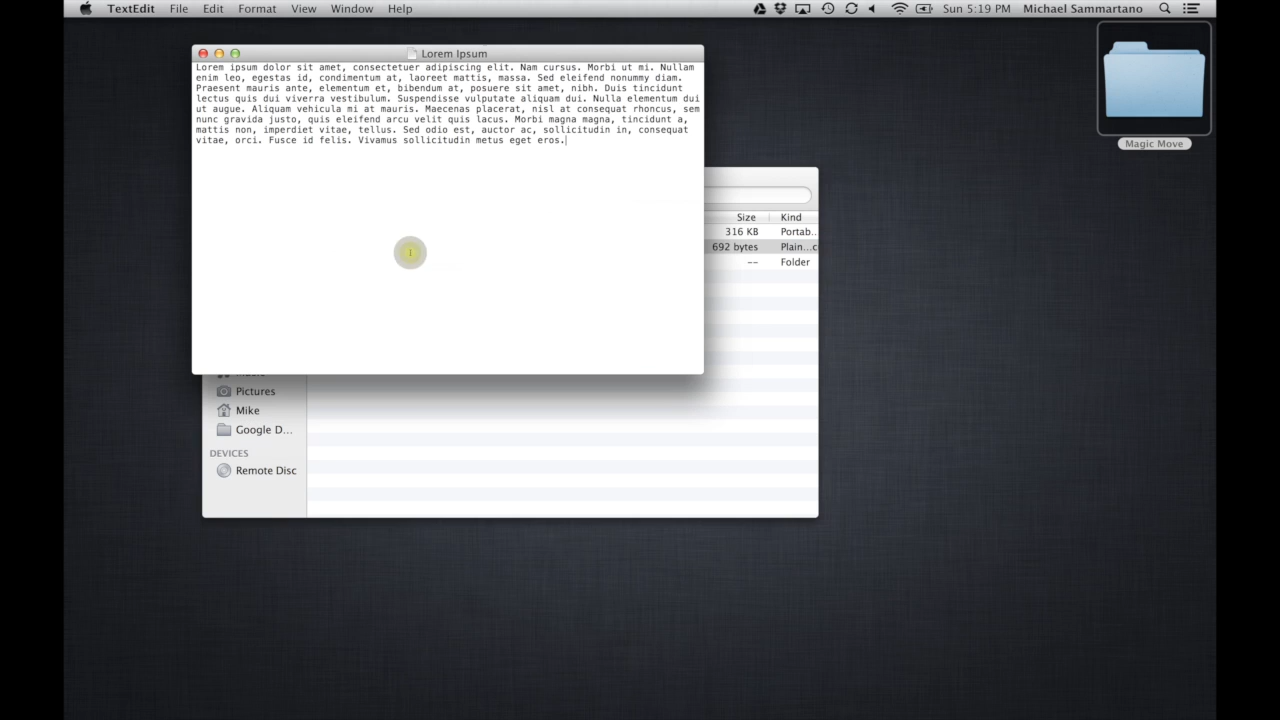 TextEdit File Edit Format View Window Help Sun 5:19 PM Michael Sammartano
Lorem Ipsum
Lorem ipsum dolor sit amet, consectetuer adipiscing elit. Nam cursus. Morbi ut mi. Nullam
enim leo, egestas id, condimentum at, laoreet mattis, massa. Sed eleifend nonummy diam.
Praesent mauris ante, elementum et, bibendum at, posuere sit amet, nibh. Duis tincidunt
lectus quis dui viverra vestibulum. Suspendisse vulputate aliquam dui. Nulla elementum dui
ut augue. Aliquam vehicula mi at mauris. Maecenas placerat, nisl at consequat rhoncus, sem
nunc gravida justo, quis eleifend arcu velit quis lacus. Morbi magna magna, tincidunt a,
mattis non, imperdiet vitae, tellus. Sed odio est, auctor ac, sollicitudin in, consequat
vitae, orci. Fusce id felis. Vivamus sollicitudin metus eget eros.
Magic Move
Size Kind
316 KB Portab...
692 bytes Plain...c
-- Folder
Pictures
Mike
Google D...
DEVICES
Remote Disc